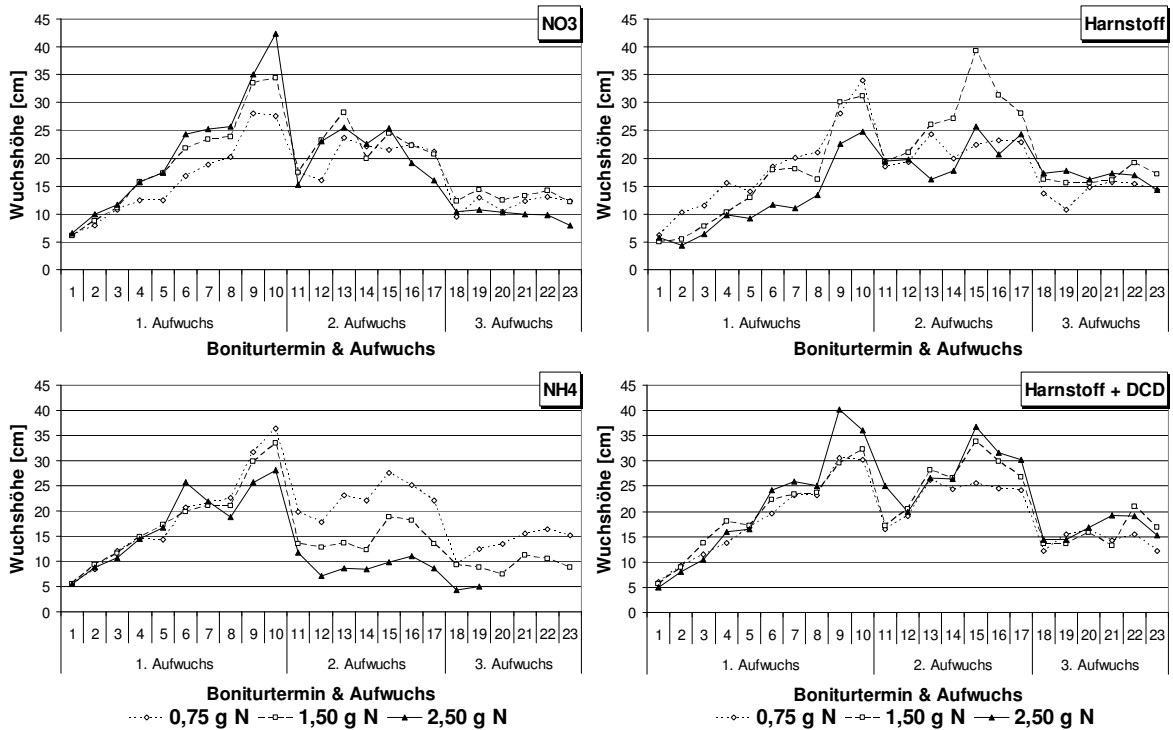 NO3
Wuchshöhe [cm]
45
40
35
30
25
20
15
10
5
0
1 2 3 4 5 6 7 8 9 10 11 12 13 14 15 16 17 18 19 20 21 22 23
1. Aufwuchs 2. Aufwuchs 3. Aufwuchs
Boniturtermin & Aufwuchs
Harnstoff
Wuchshöhe [cm]
45
40
35
30
25
20
15
10
5
0
1 2 3 4 5 6 7 8 9 10 11 12 13 14 15 16 17 18 19 20 21 22 23
1. Aufwuchs 2. Aufwuchs 3. Aufwuchs
Boniturtermin & Aufwuchs
NH4
Wuchshöhe [cm]
45
40
35
30
25
20
15
10
5
0
1 2 3 4 5 6 7 8 9 10 11 12 13 14 15 16 17 18 19 20 21 22 23
1. Aufwuchs 2. Aufwuchs 3. Aufwuchs
Boniturtermin & Aufwuchs
0,75 g N 1,50 g N 2,50 g N
Harnstoff + DCD
Wuchshöhe [cm]
45
40
35
30
25
20
15
10
5
0
1 2 3 4 5 6 7 8 9 10 11 12 13 14 15 16 17 18 19 20 21 22 23
1. Aufwuchs 2. Aufwuchs 3. Aufwuchs
Boniturtermin & Aufwuchs
0,75 g N 1,50 g N 2,50 g N